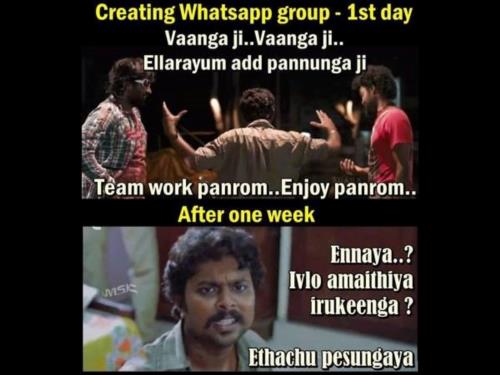 Creating Whatsapp group - 1st day
Vaanga ji..Vaanga ji..
Ellarayum add pannunga ji
Team work panrom..Enjoy panrom..
After one week
Ennaya..?
Ivlo amaithiya
irukeenga ?
MSK
Ethachu pesungaya